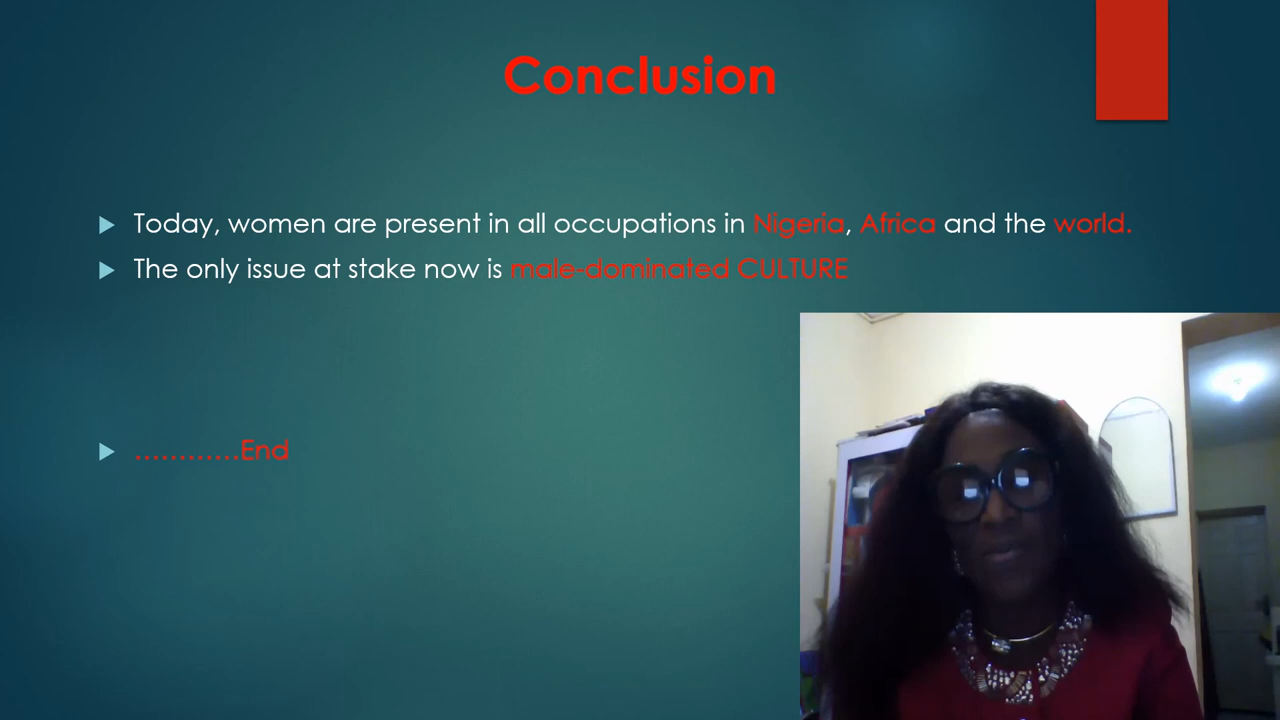 Conclusion
Today, women are present in all occupations in Nigeria, Africa and the world.
The only issue at stake now is male-dominated CULTURE
............End